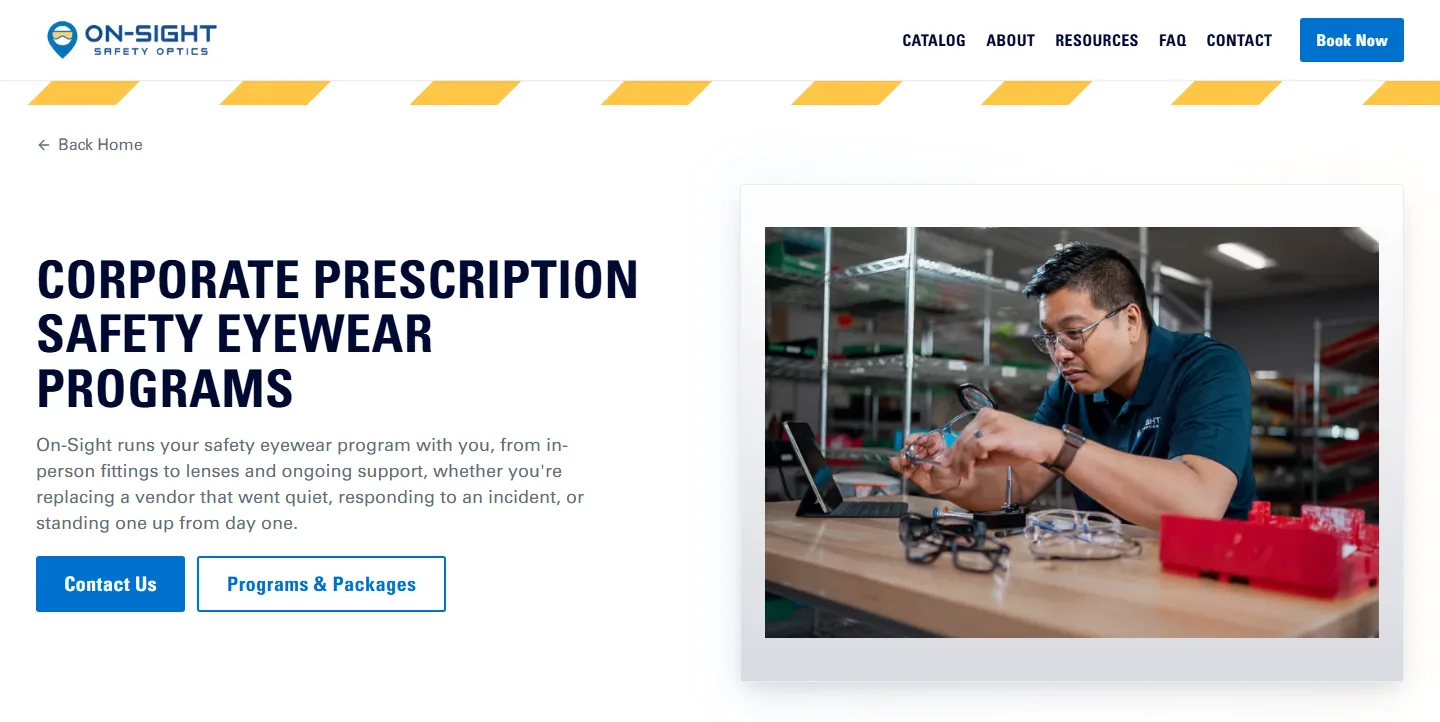 ON-SIGHT
SAFETY OPTICS
CATALOG
ABOUT
RESOURCES
FAQ
CONTACT
Book Now
← Back Home
CORPORATE PRESCRIPTION
SAFETY EYEWEAR
PROGRAMS
On-Sight runs your safety eyewear program with you, from in-
person fittings to lenses and ongoing support, whether you're
replacing a vendor that went quiet, responding to an incident, or
standing one up from day one.
Contact Us
Programs & Packages